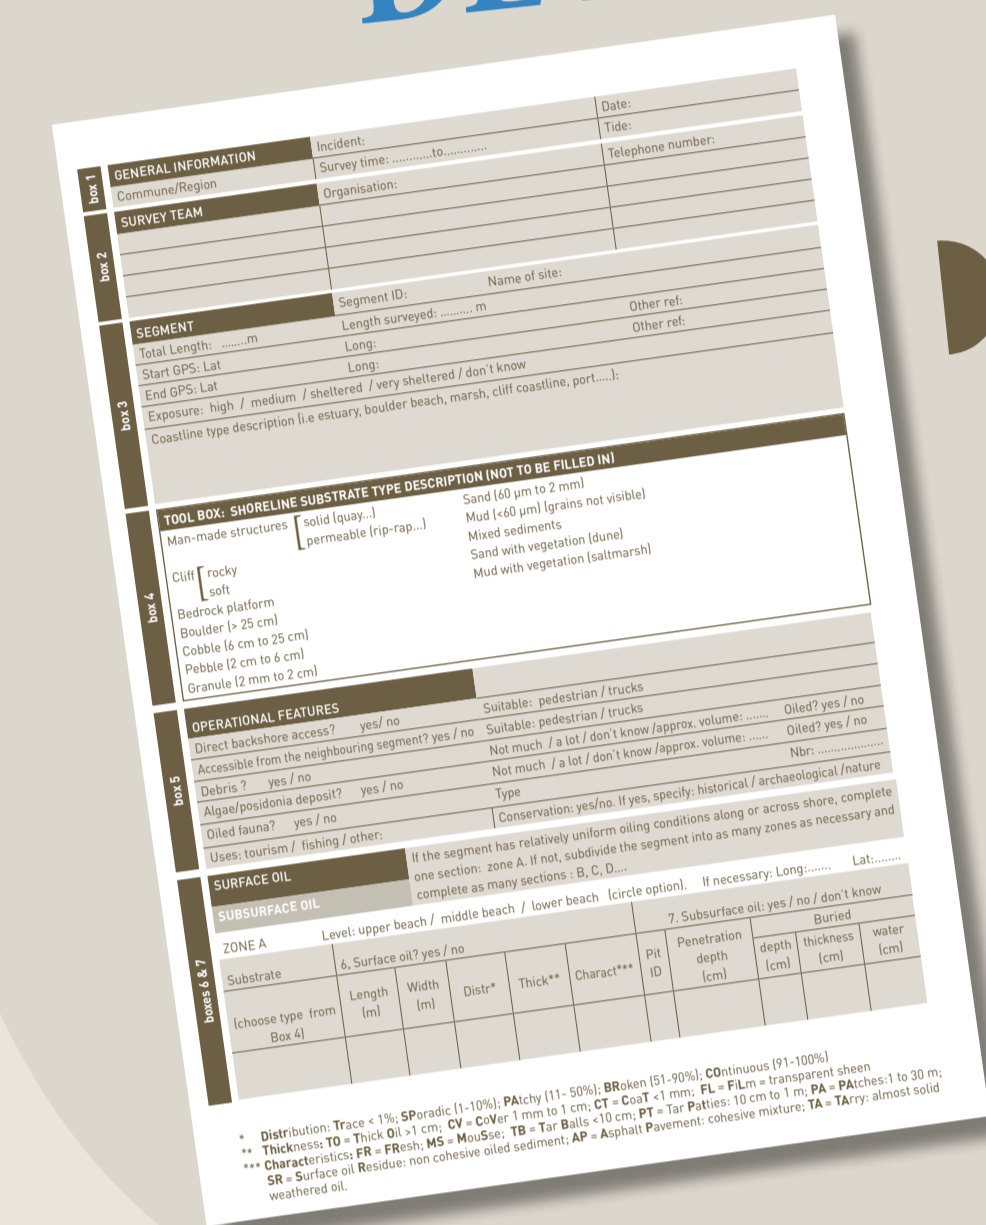 box 1
GENERAL INFORMATION
Incident:
Date:
Commune/Region
Survey time: ............to.............
Tide:
box 2
SURVEY TEAM
Organisation:
Telephone number:
box 3
SEGMENT
Segment ID:
Name of site:
Total Length: ........m
Length surveyed: .......... m
Start GPS: Lat
Long:
Other ref:
End GPS: Lat
Long:
Other ref:
Exposure: high / medium / sheltered / very sheltered / don't know
Coastline type description (i.e estuary, boulder beach, marsh, cliff coastline, port.....):
box 4
TOOL BOX: SHORELINE SUBSTRATE TYPE DESCRIPTION (NOT TO BE FILLED IN)
Man-made structures
solid (quay...)
permeable (rip-rap...)
Cliff
rocky
soft
Bedrock platform
Boulder (> 25 cm)
Cobble (6 cm to 25 cm)
Pebble (2 cm to 6 cm)
Granule (2 mm to 2 cm)
Sand (60 µm to 2 mm)
Mud (<60 µm) (grains not visible)
Mixed sediments
Sand with vegetation (dune)
Mud with vegetation (saltmarsh)
box 5
OPERATIONAL FEATURES
Direct backshore access? yes/ no
Suitable: pedestrian / trucks
Accessible from the neighbouring segment? yes / no
Suitable: pedestrian / trucks
Debris ? yes / no
Not much / a lot / don't know /approx. volume: .......
Oiled? yes / no
Algae/posidonia deposit? yes / no
Not much / a lot / don't know /approx. volume: ......
Oiled? yes / no
Oiled fauna? yes / no
Type
Nbr: ....................
Uses: tourism / fishing / other:
Conservation: yes/no. If yes, specify: historical / archaeological /nature
boxes 6 & 7
SURFACE OIL
SUBSURFACE OIL
If the segment has relatively uniform oiling conditions along or across shore, complete
one section: zone A. If not, subdivide the segment into as many zones as necessary and
complete as many sections : B, C, D....
ZONE A
Level: upper beach / middle beach / lower beach (circle option). If necessary: Long:....... Lat:........
Substrate
6. Surface oil? yes / no
7. Subsurface oil: yes / no / don't know
(choose type from
Box 4)
Length
(m)
Width
(m)
Distr*
Thick**
Charact***
Pit
ID
Penetration
depth
(cm)
Buried
depth
(cm)
thickness
(cm)
water
(cm)
* Distribution: Trace < 1%; SPoradic (1-10%); PAtchy (11- 50%); BRoken (51-90%); COntinuous (91-100%)
** Thickness: TO = Thick Oil >1 cm; CV = CoVer 1 mm to 1 cm; CT = CoaT <1 mm; FL = FiLm = transparent sheen
*** Characteristics: FR = FResh; MS = MouSse; TB = Tar Balls <10 cm; PT = Tar Patties: 10 cm to 1 m; PA = PAtches:1 to 30 m;
SR = Surface oil Residue: non cohesive oiled sediment; AP = Asphalt Pavement: cohesive mixture; TA = TArry: almost solid
weathered oil.